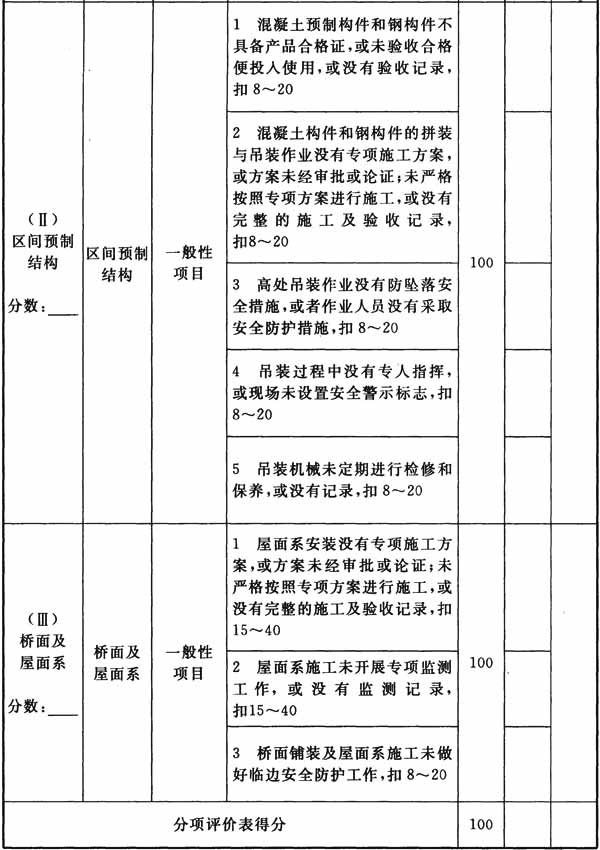 (Ⅱ)
区间预制
结构
分数：
区间预制
结构
一般性
项目
1 混凝土预制构件和钢构件不
具备产品合格证,或未验收合格
便投人使用,或没有验收记录,
扣 8～20
2 混凝土构件和钢构件的拼装
与吊装作业没有专项施工方案,
或方案未经审批或论证;未严格
按照专项方案进行施工,或没有
完整的施工及验收记录,
扣8～20
3 高处吊装作业没有防坠落安
全措施,或者作业人员没有采取
安全防护措施,扣 8～20
4 吊装过程中没有专人指挥,
或现场未设置安全警示标志,扣
8～20
5 吊装机械未定期进行检修和
保养,或没有记录,扣 8～20
100
(Ⅲ)
桥面及
屋面系
分数：
桥面及
屋面系
一般性
项目
1 屋面系安装没有专项施工方
案,或方案未经审批或论证;未
严格按照专项方案进行施工,或
没有完整的施工及验收记录,扣
15～40
2 屋面系施工未开展专项监测
工作,或没有监测记录,
扣15～40
3 桥面铺装及屋面系施工未做
好临边安全防护工作,扣 8～20
100
分项评价表得分
100